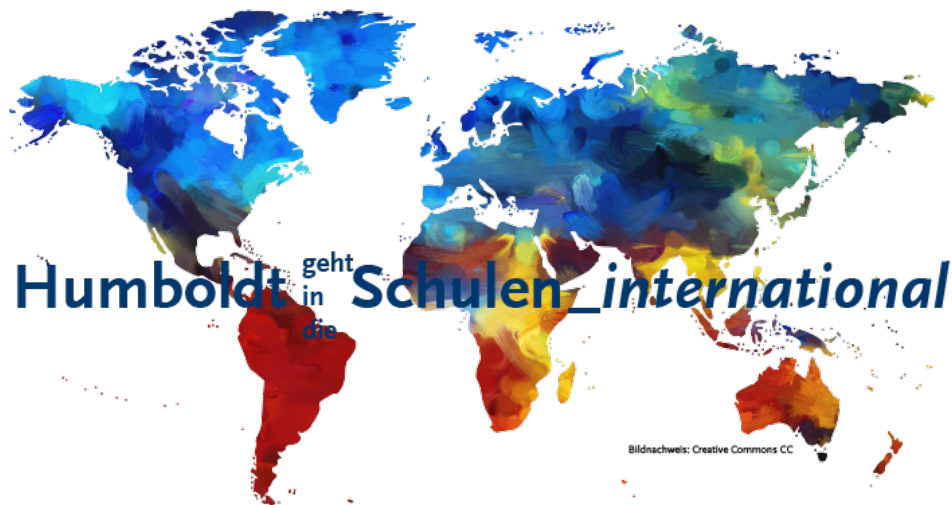 Humboldt geht in die Schulen_international
Bildnachweis: Creative Commons CC